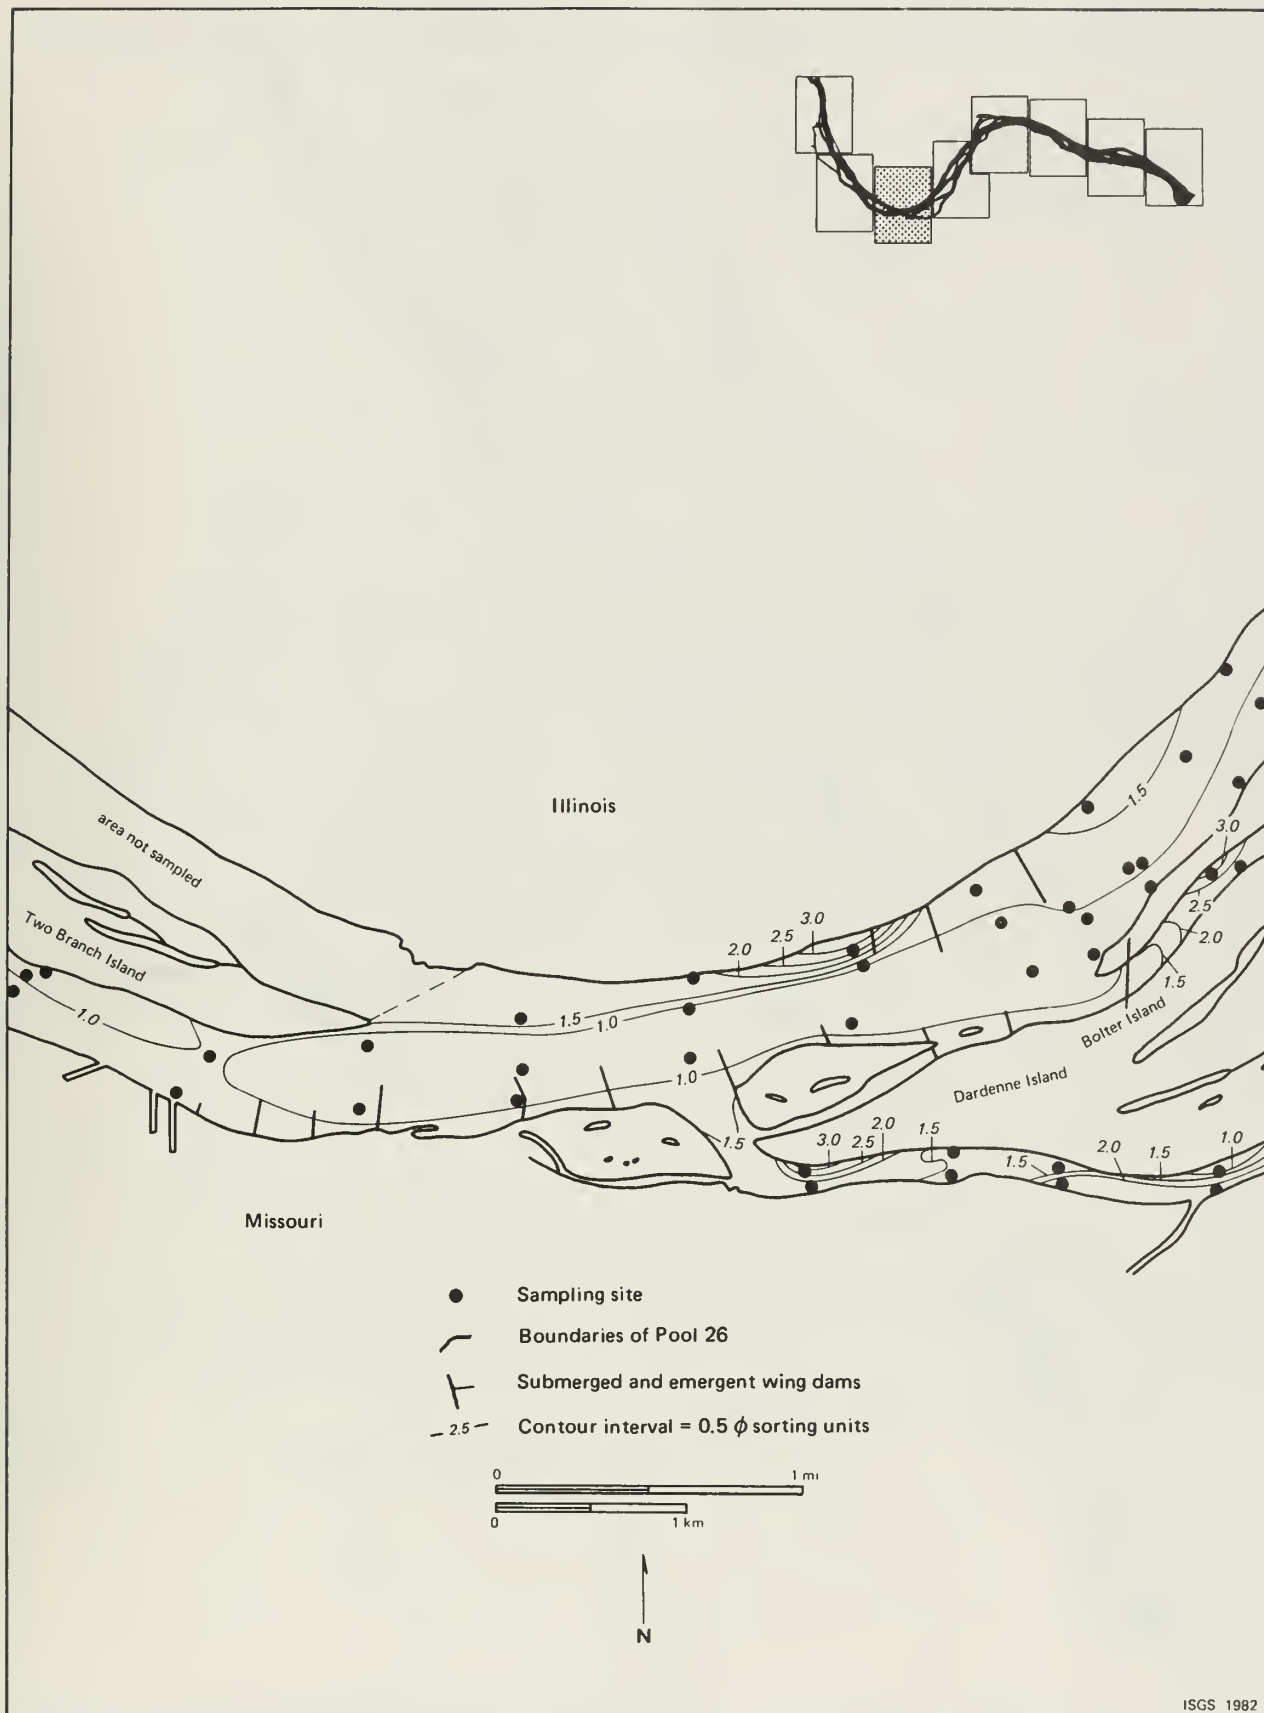 Illinois
area not sampled
Two Branch Island
1.0
1.5
1.0
2.0
2.5
3.0
1.5
3.0
2.5
2.0
1.5
Bolter Island
Dardenne Island
1.0
1.5
3.0
2.5
2.0
1.5
1.5
2.0
1.5
1.0
Missouri
Sampling site
Boundaries of Pool 26
Submerged and emergent wing dams
2.5 Contour interval = 0.5 ϕ sorting units
0 1 mi
0 1 km
N
ISGS 1982